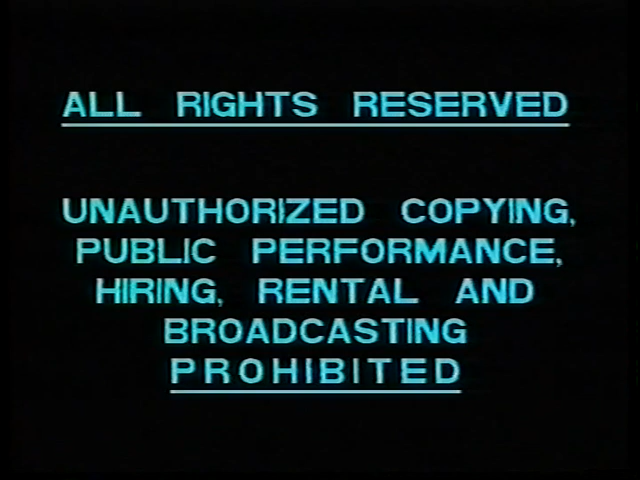 ALL RIGHTS RESERVED
UNAUTHORIZED COPYING,
PUBLIC PERFORMANCE,
HIRING, RENTAL AND
BROADCASTING
PROHIBITED